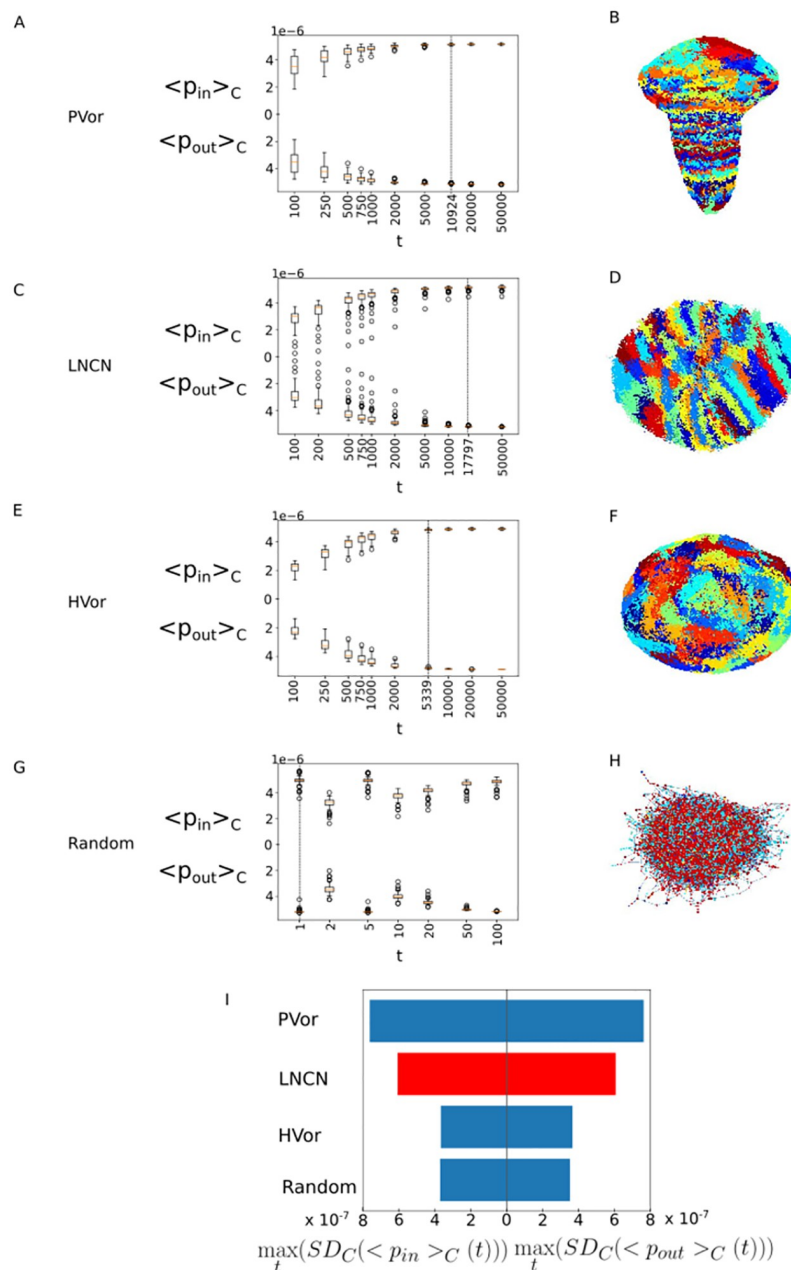 A
B
1e−6
4
<p_in>_C
2
PVor
0
<p_out>_C
2
4
100
250
500
750
1000
2000
5000
10924
20000
50000
t
C
D
1e−6
4
<p_in>_C
2
LNCN
0
<p_out>_C
2
4
100
200
500
750
1000
2000
5000
10000
17797
50000
t
E
F
1e−6
4
<p_in>_C
2
HVor
0
<p_out>_C
2
4
100
250
500
750
1000
2000
5339
10000
20000
50000
t
G
H
1e−6
4
<p_in>_C
2
Random
0
<p_out>_C
2
4
1
2
5
10
20
50
100
t
I
PVor
LNCN
HVor
Random
8 6 4 2 0 2 4 6 8
x 10^-7 x 10^-7
max_t(SD_C(< p_in >_C (t))) max_t(SD_C(< p_out >_C (t)))